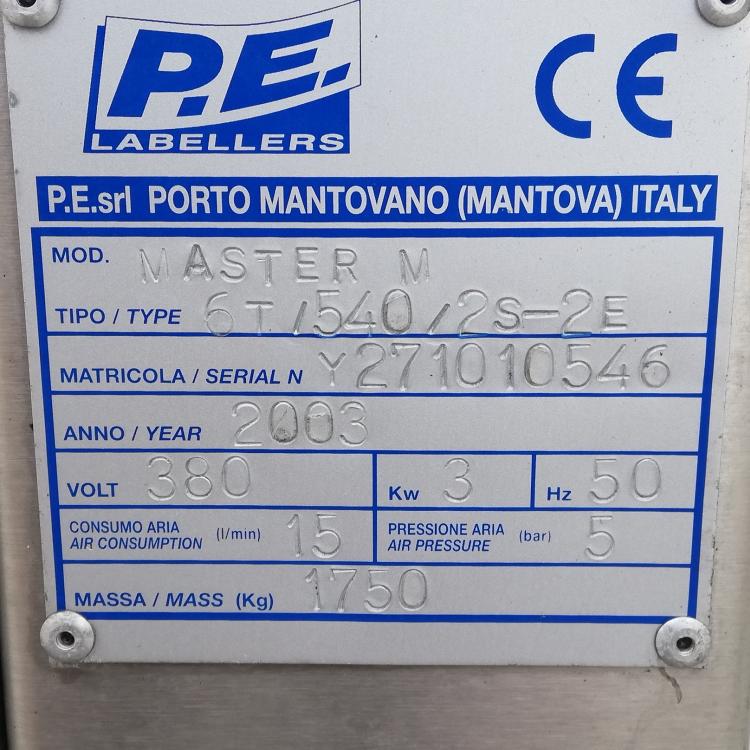 P.E.
LABELLERS
CE
P.E.srl PORTO MANTOVANO (MANTOVA) ITALY
MOD. MASTER M
TIPO / TYPE 6T/540/2S-2E
MATRICOLA / SERIAL N Y271010546
ANNO / YEAR 2003
VOLT 380 Kw 3 Hz 50
CONSUMO ARIA (l/min) 15 PRESSIONE ARIA (bar) 5
AIR CONSUMPTION AIR PRESSURE
MASSA / MASS (Kg) 1750